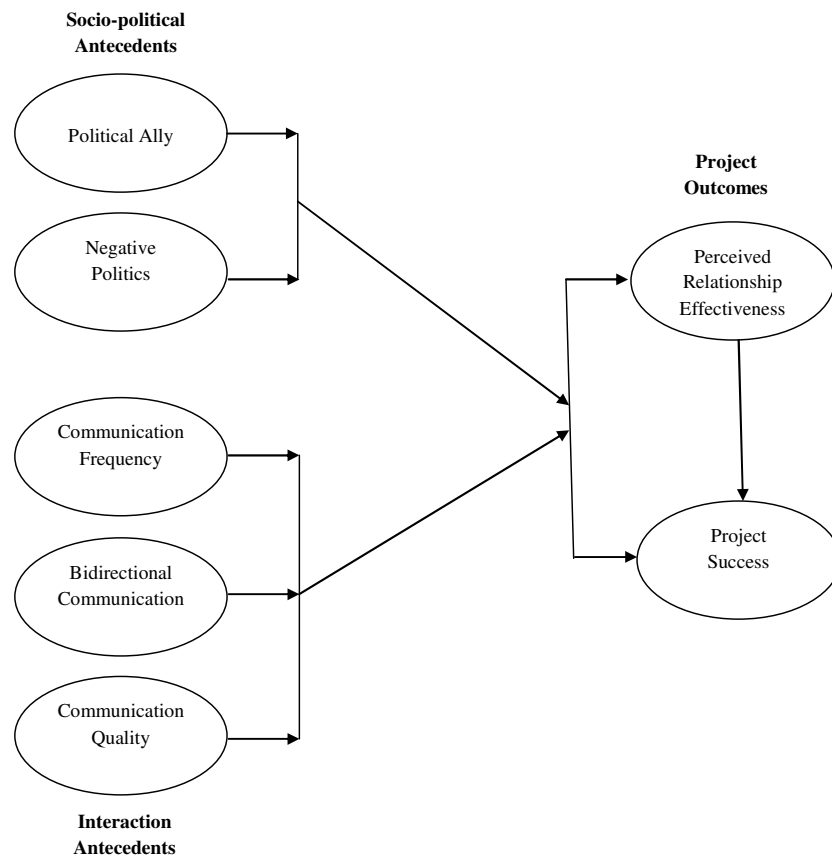 Socio-political
Antecedents
Political Ally
Negative
Politics
Communication
Frequency
Bidirectional
Communication
Communication
Quality
Interaction
Antecedents
Project
Outcomes
Perceived
Relationship
Effectiveness
Project
Success